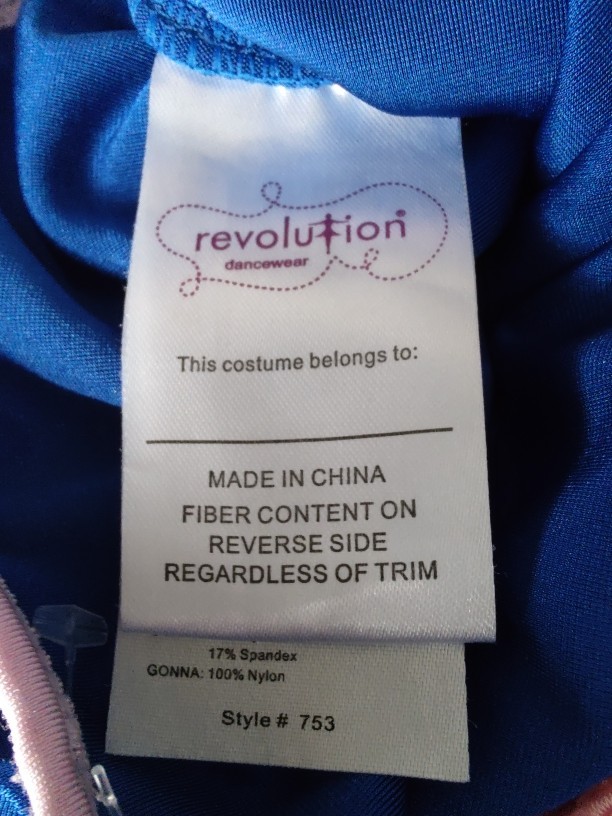 revolution®
dancewear
This costume belongs to:
MADE IN CHINA
FIBER CONTENT ON
REVERSE SIDE
REGARDLESS OF TRIM
17% Spandex
GONNA: 100% Nylon
Style # 753